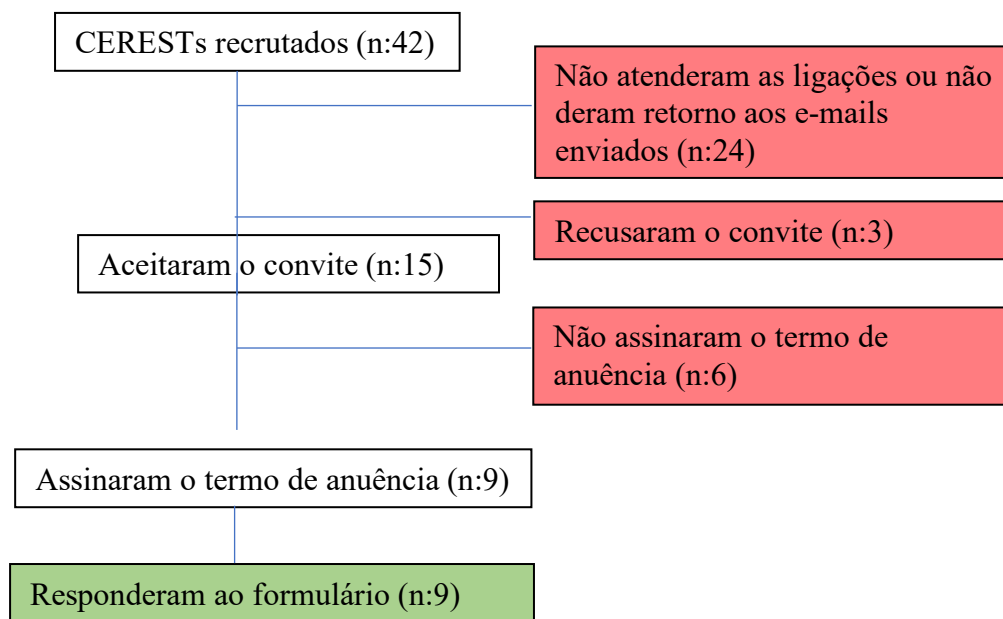 CERESTs recrutados (n:42)
Não atenderam as ligações ou não
deram retorno aos e-mails
enviados (n:24)
Recusaram o convite (n:3)
Aceitaram o convite (n:15)
Não assinaram o termo de
anuência (n:6)
Assinaram o termo de anuência (n:9)
Responderam ao formulário (n:9)